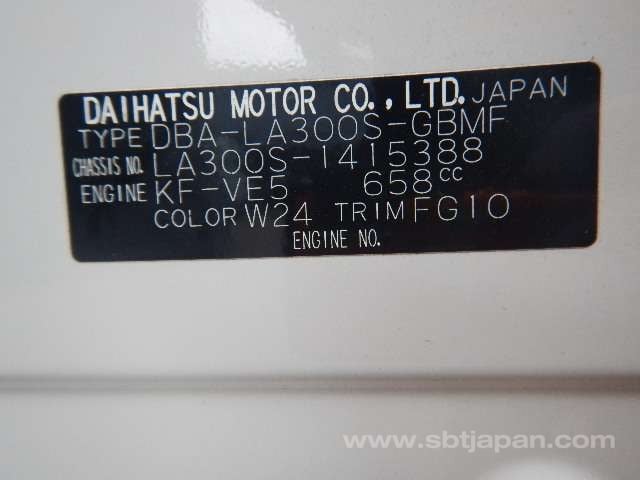 DAIHATSU MOTOR CO., LTD. JAPAN
TYPE DBA-LA300S-GBMF
CHASSIS NO. LA300S-1415388
ENGINE KF-VE5 658cc
COLOR W24 TRIM FG10
ENGINE NO.
www.sbtjapan.com